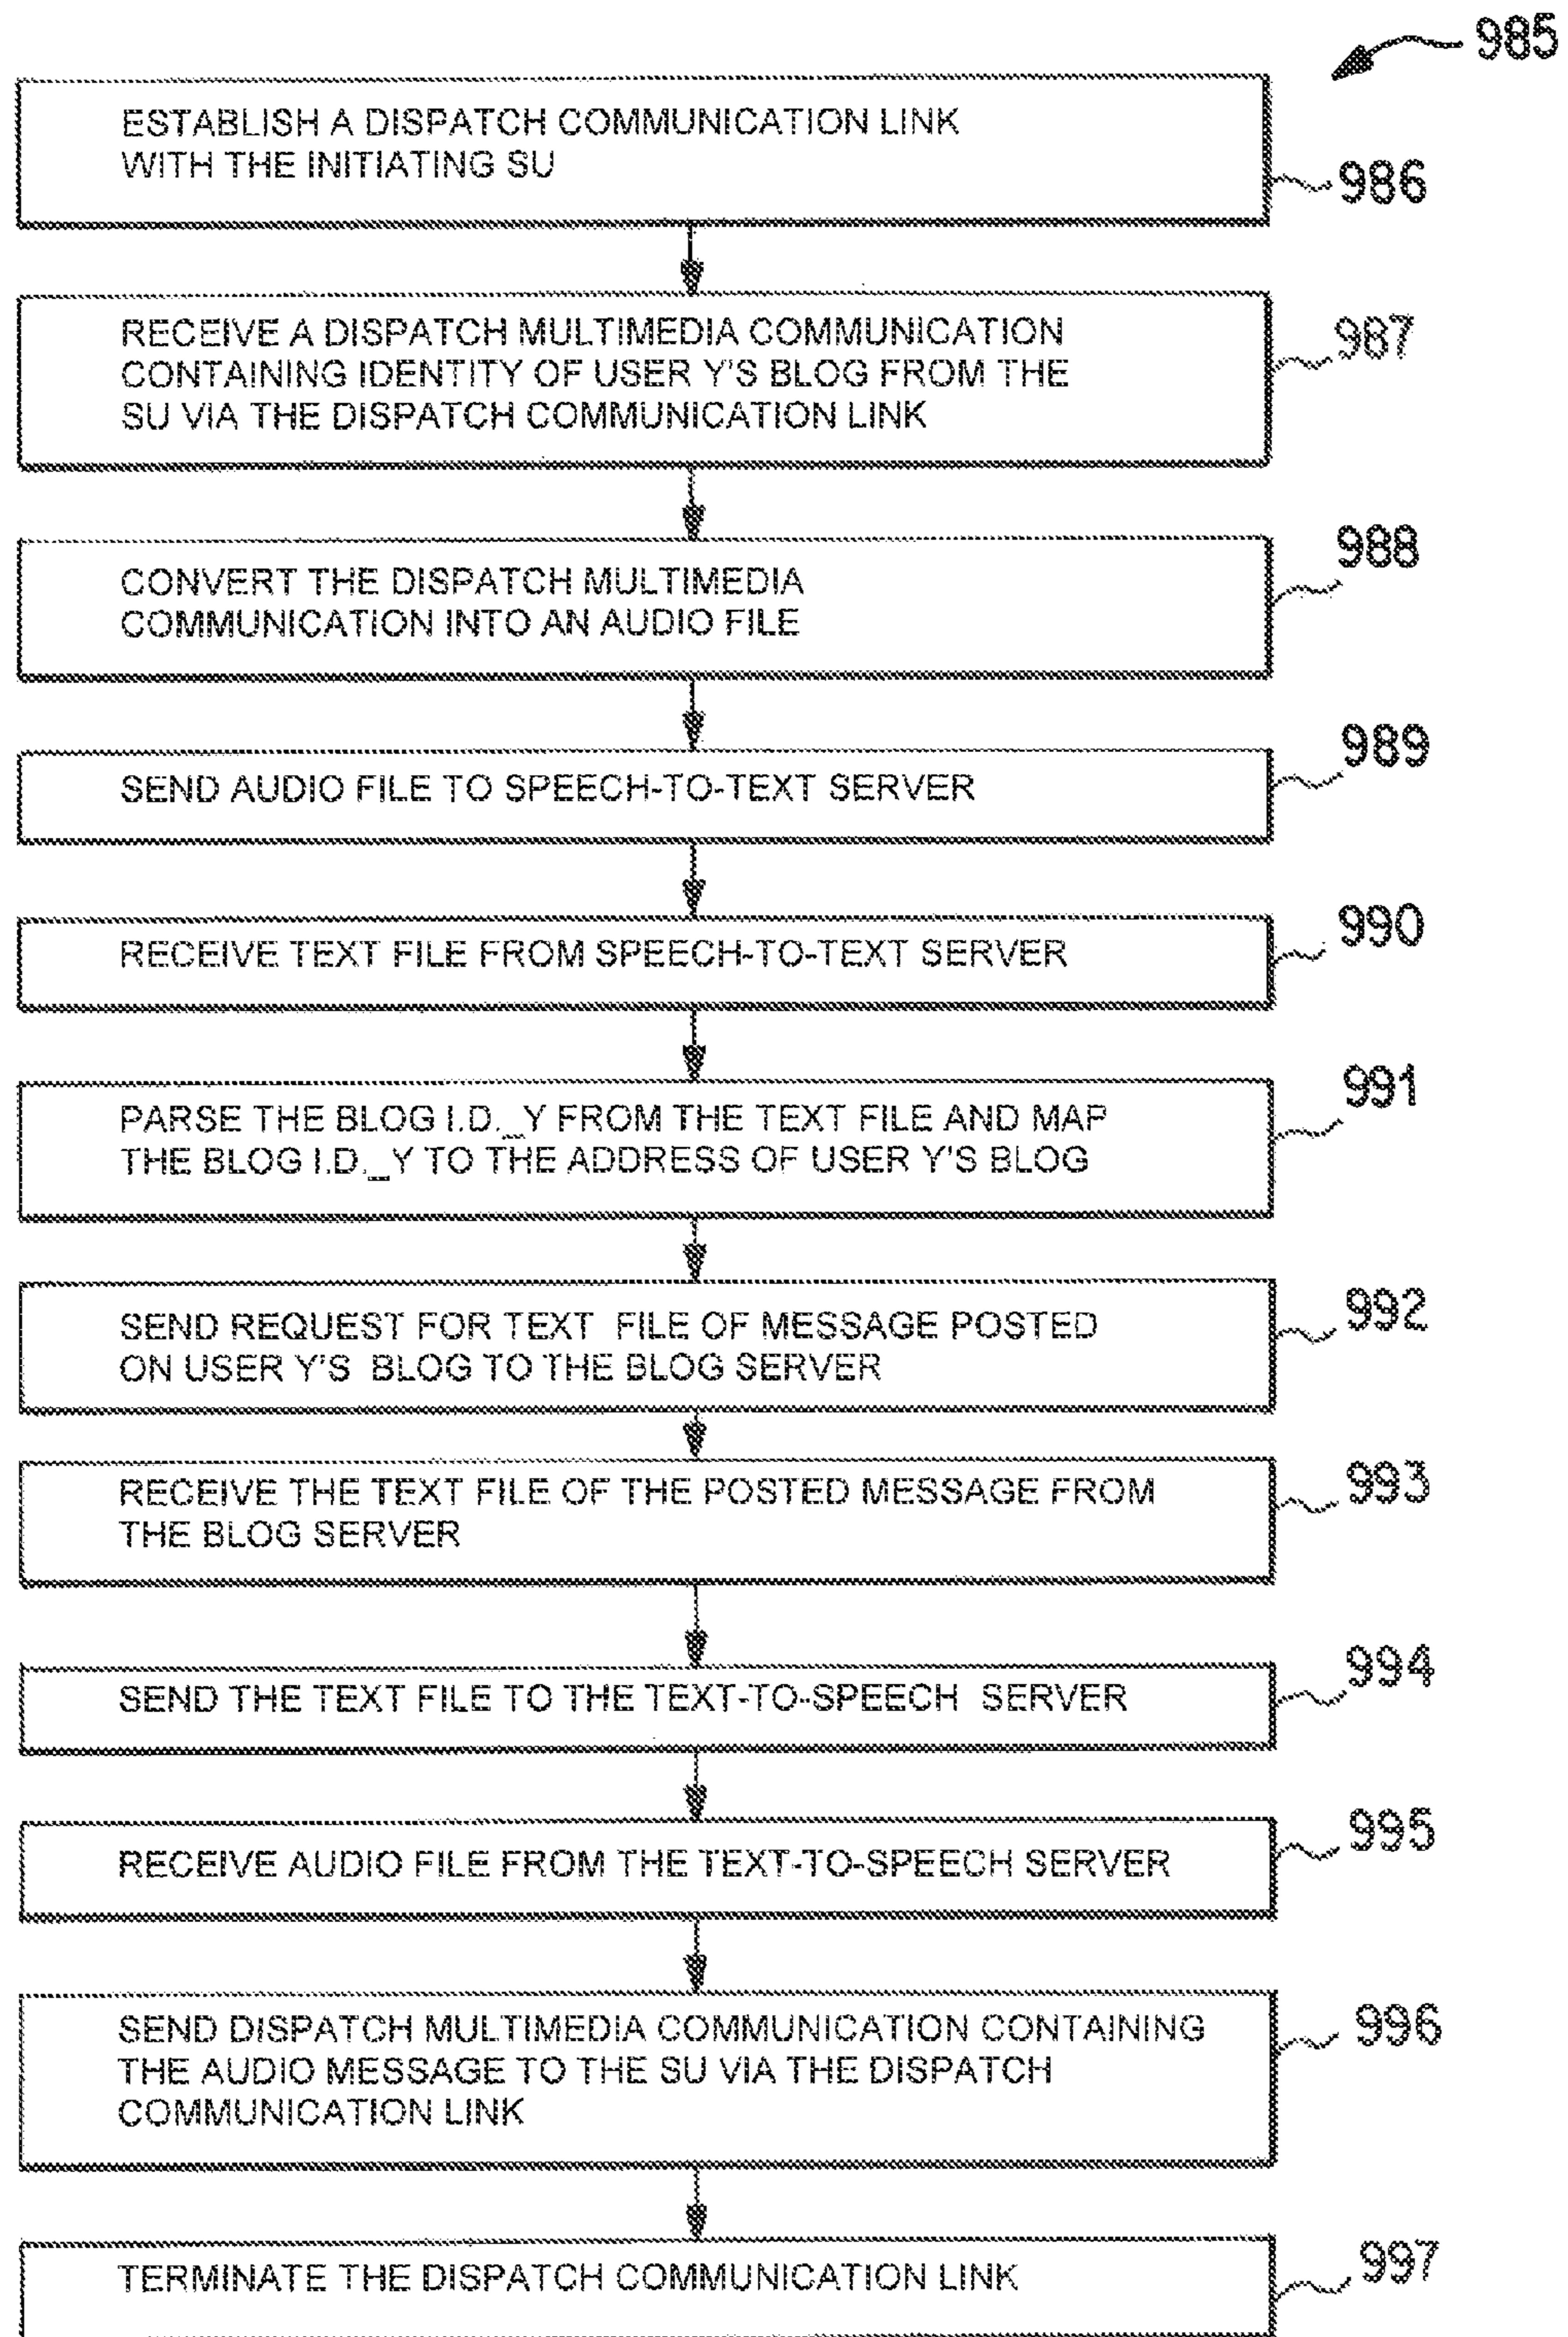 985
ESTABLISH A DISPATCH COMMUNICATION LINK
WITH THE INITIATING SU
986
RECEIVE A DISPATCH MULTIMEDIA COMMUNICATION
CONTAINING IDENTITY OF USER Y'S BLOG FROM THE
SU VIA THE DISPATCH COMMUNICATION LINK
987
CONVERT THE DISPATCH MULTIMEDIA
COMMUNICATION INTO AN AUDIO FILE
988
SEND AUDIO FILE TO SPEECH-TO-TEXT SERVER
989
RECEIVE TEXT FILE FROM SPEECH-TO-TEXT SERVER
990
PARSE THE BLOG I.D._Y FROM THE TEXT FILE AND MAP
THE BLOG I.D._Y TO THE ADDRESS OF USER Y'S BLOG
991
SEND REQUEST FOR TEXT FILE OF MESSAGE POSTED
ON USER Y'S BLOG TO THE BLOG SERVER
992
RECEIVE THE TEXT FILE OF THE POSTED MESSAGE FROM
THE BLOG SERVER
993
SEND THE TEXT FILE TO THE TEXT-TO-SPEECH SERVER
994
RECEIVE AUDIO FILE FROM THE TEXT-TO-SPEECH SERVER
995
SEND DISPATCH MULTIMEDIA COMMUNICATION CONTAINING
THE AUDIO MESSAGE TO THE SU VIA THE DISPATCH
COMMUNICATION LINK
996
TERMINATE THE DISPATCH COMMUNICATION LINK
997